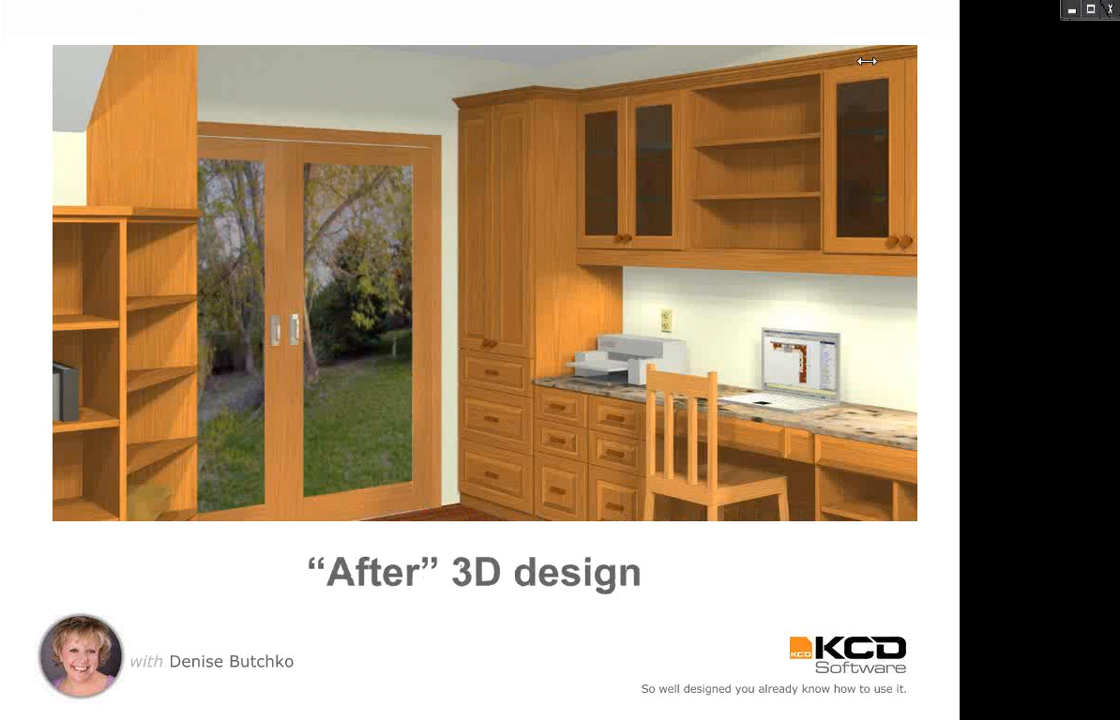 “After” 3D design
with Denise Butchko
KCD
KCD
Software
So well designed you already know how to use it.